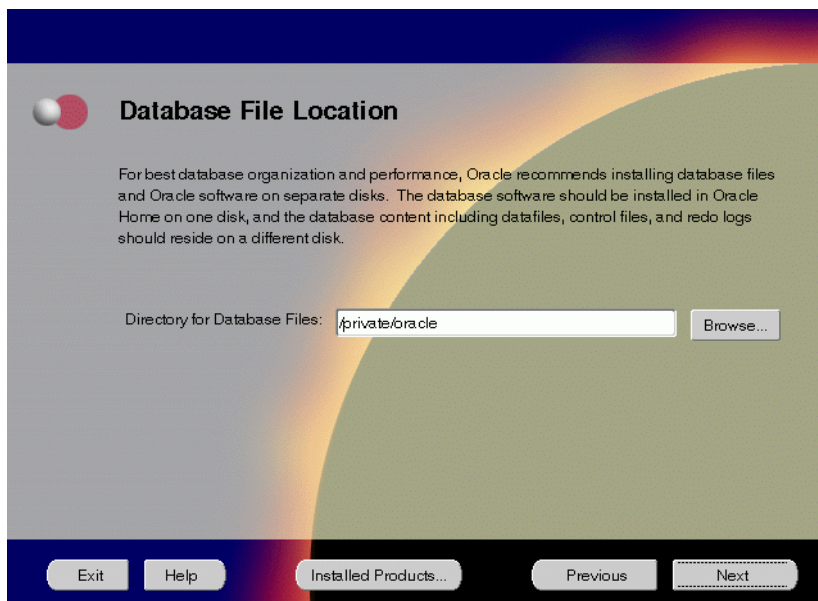 Database File Location
For best database organization and performance, Oracle recommends installing database files
and Oracle software on separate disks. The database software should be installed in Oracle
Home on one disk, and the database content including datafiles, control files, and redo logs
should reside on a different disk.
Directory for Database Files: /private/oracle Browse...
Exit Help Installed Products... Previous Next